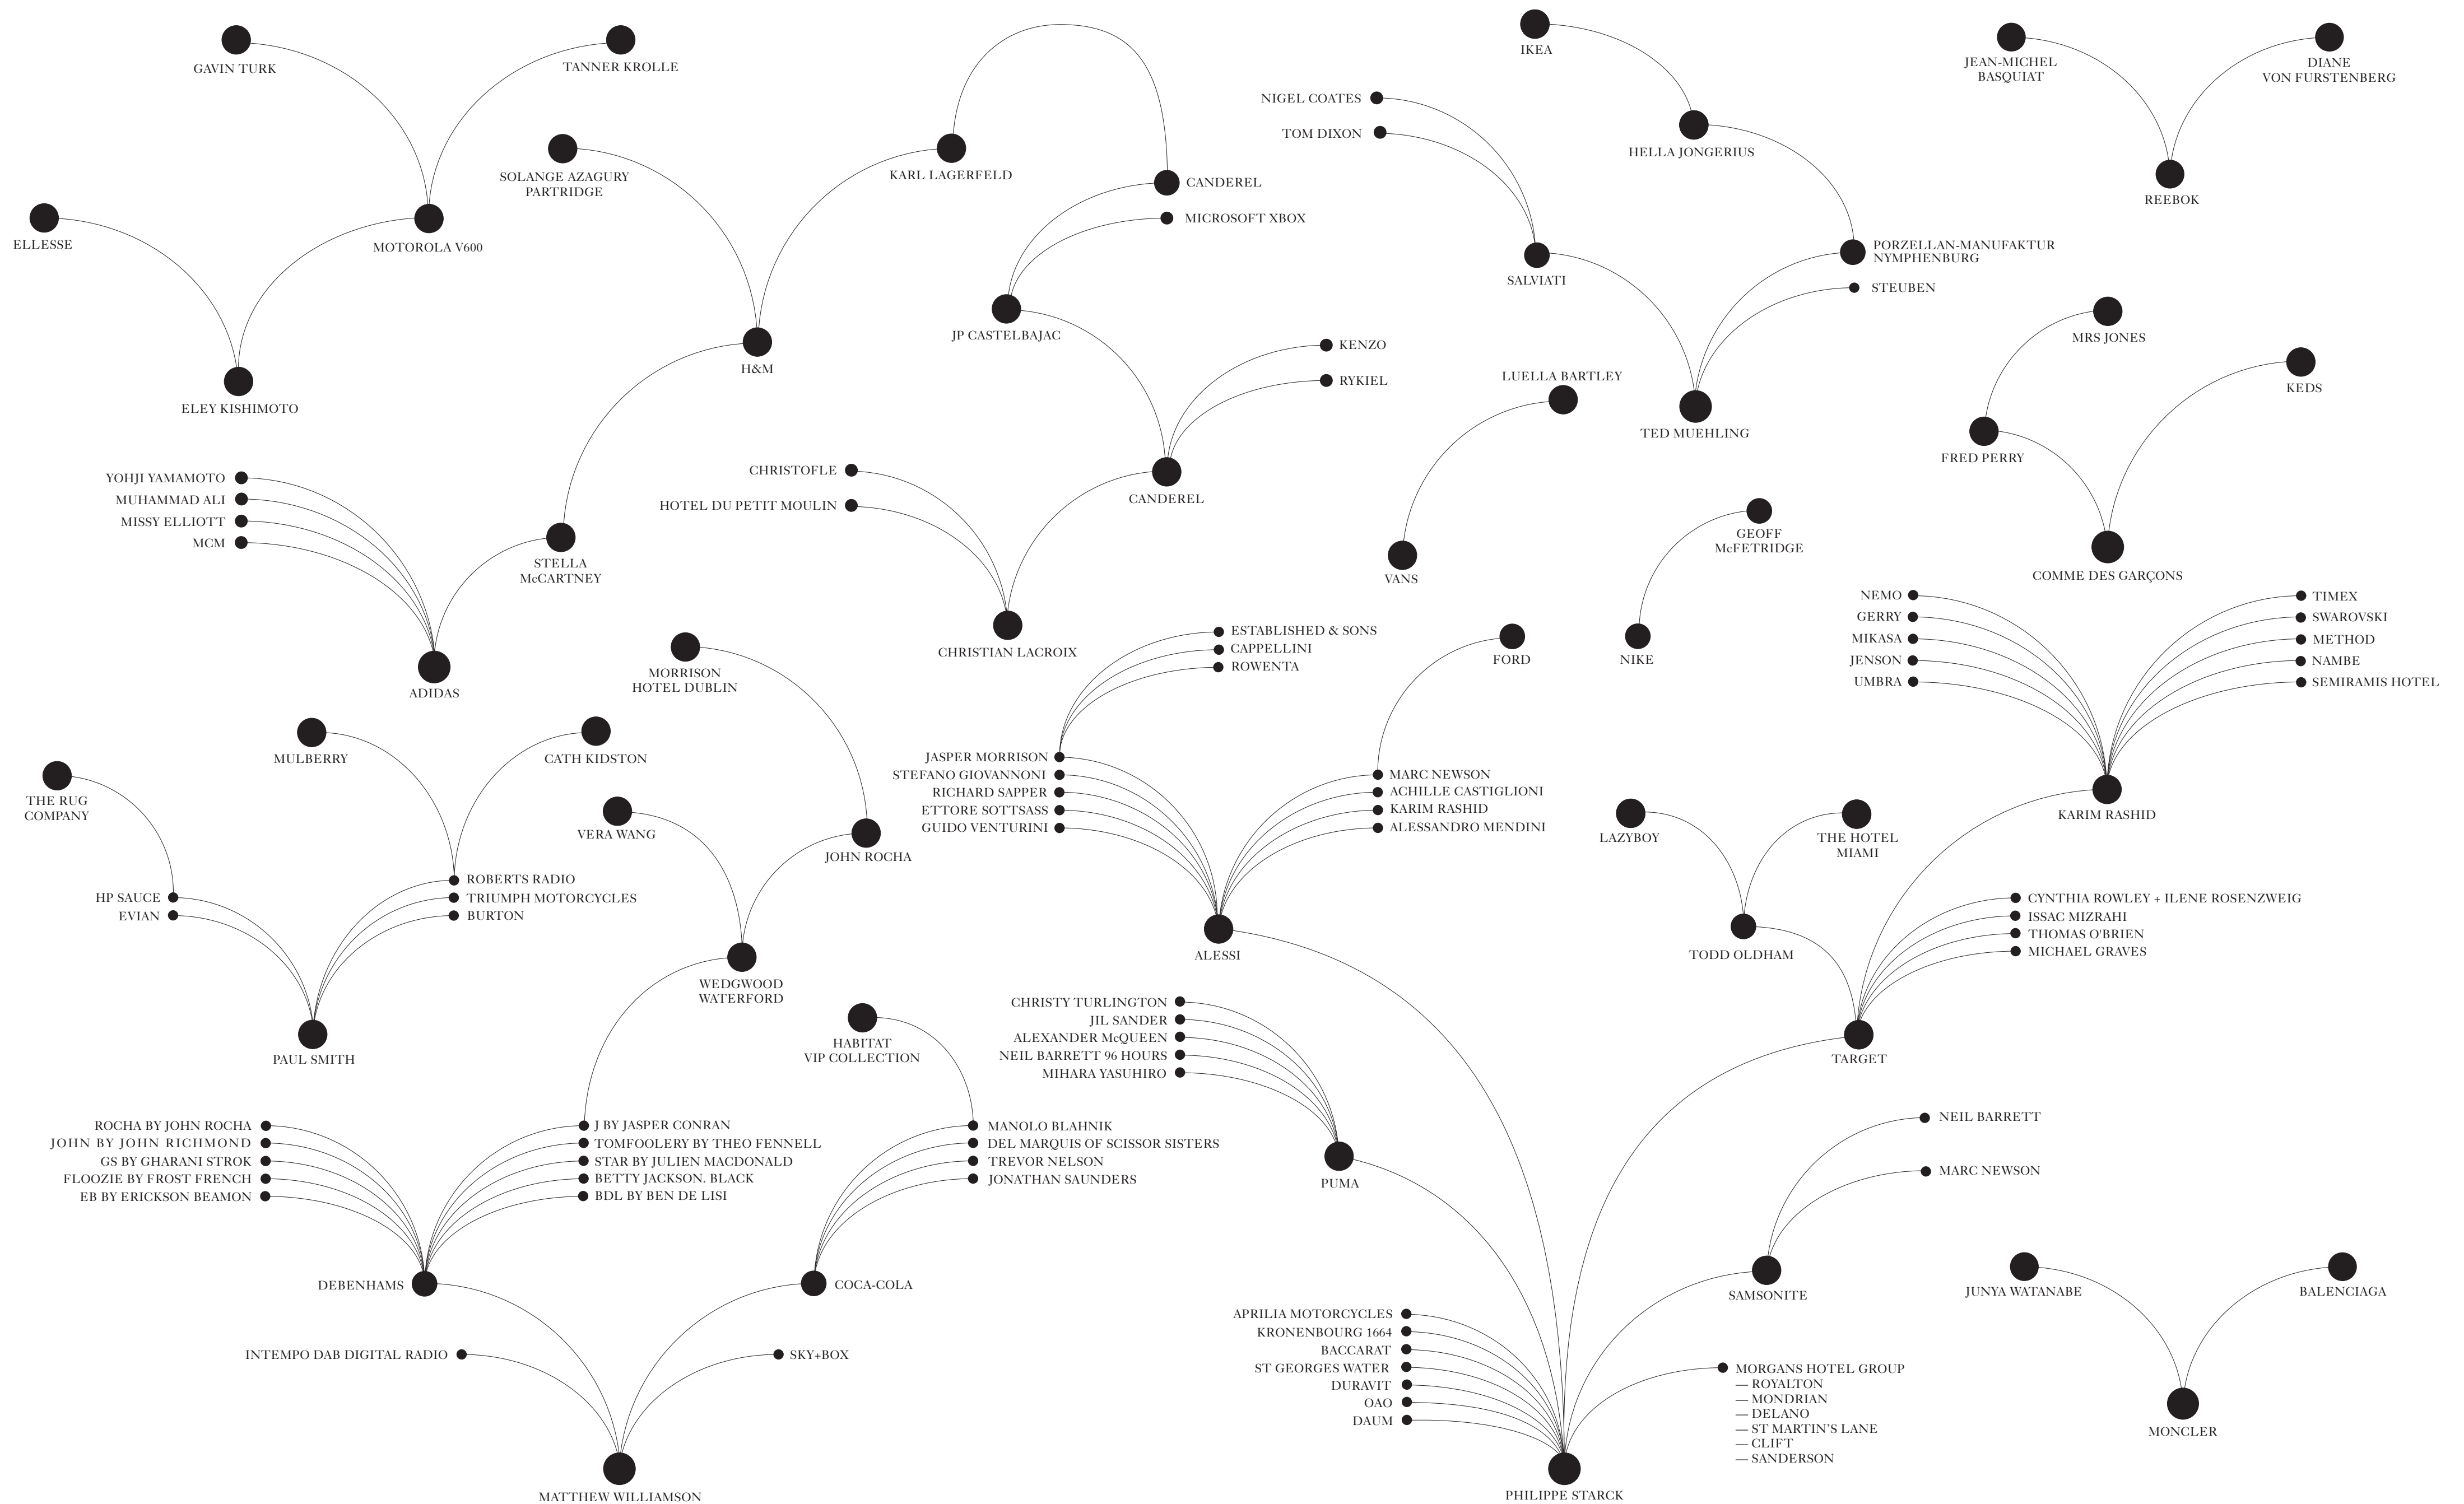 GAVIN TURK
TANNER KROLLE
IKEA
JEAN-MICHEL
BASQUIAT
DIANE
VON FURSTENBERG
NIGEL COATES
TOM DIXON
HELLA JONGERIUS
SOLANGE AZAGURY
PARTRIDGE
KARL LAGERFELD
CANDEREL
MICROSOFT XBOX
REEBOK
ELLESSE
MOTOROLA V600
SALVIATI
PORZELLAN-MANUFAKTUR
NYMPHENBURG
STEUBEN
JP CASTELBAJAC
MRS JONES
H&M
KENZO
RYKIEL
LUELLA BARTLEY
KEDS
ELEY KISHIMOTO
TED MUEHLING
FRED PERRY
YOHJI YAMAMOTO
MUHAMMAD ALI
MISSY ELLIOTT
MCM
CHRISTOFLE
HOTEL DU PETIT MOULIN
CANDEREL
STELLA
McCARTNEY
VANS
GEOFF
McFETRIDGE
COMME DES GARÇONS
ADIDAS
MORRISON
HOTEL DUBLIN
CHRISTIAN LACROIX
ESTABLISHED & SONS
CAPPELLINI
ROWENTA
FORD
NIKE
NEMO
GERRY
MIKASA
JENSON
UMBRA
TIMEX
SWAROVSKI
METHOD
NAMBE
SEMIRAMIS HOTEL
MULBERRY
CATH KIDSTON
THE RUG
COMPANY
VERA WANG
JOHN ROCHA
JASPER MORRISON
STEFANO GIOVANNONI
RICHARD SAPPER
ETTORE SOTTSASS
GUIDO VENTURINI
MARC NEWSON
ACHILLE CASTIGLIONI
KARIM RASHID
ALESSANDRO MENDINI
LAZYBOY
THE HOTEL
MIAMI
KARIM RASHID
HP SAUCE
EVIAN
ROBERTS RADIO
TRIUMPH MOTORCYCLES
BURTON
ALESSI
TODD OLDHAM
CYNTHIA ROWLEY + ILENE ROSENZWEIG
ISSAC MIZRAHI
THOMAS O'BRIEN
MICHAEL GRAVES
WEDGWOOD
WATERFORD
PAUL SMITH
HABITAT
VIP COLLECTION
CHRISTY TURLINGTON
JIL SANDER
ALEXANDER McQUEEN
NEIL BARRETT 96 HOURS
MIHARA YASUHIRO
TARGET
ROCHA BY JOHN ROCHA
JOHN BY JOHN RICHMOND
GS BY GHARANI STROK
FLOOZIE BY FROST FRENCH
EB BY ERICKSON BEAMON
J BY JASPER CONRAN
TOMFOOLERY BY THEO FENNELL
STAR BY JULIEN MACDONALD
BETTY JACKSON. BLACK
BDL BY BEN DE LISI
MANOLO BLAHNIK
DEL MARQUIS OF SCISSOR SISTERS
TREVOR NELSON
JONATHAN SAUNDERS
PUMA
NEIL BARRETT
MARC NEWSON
DEBENHAMS
COCA-COLA
SAMSONITE
JUNYA WATANABE
BALENCIAGA
INTEMPO DAB DIGITAL RADIO
SKY+BOX
APRILIA MOTORCYCLES
KRONENBOURG 1664
BACCARAT
ST GEORGES WATER
DURAVIT
OAO
DAUM
MORGANS HOTEL GROUP
— ROYALTON
— MONDRIAN
— DELANO
— ST MARTIN'S LANE
— CLIFT
— SANDERSON
MONCLER
MATTHEW WILLIAMSON
PHILIPPE STARCK